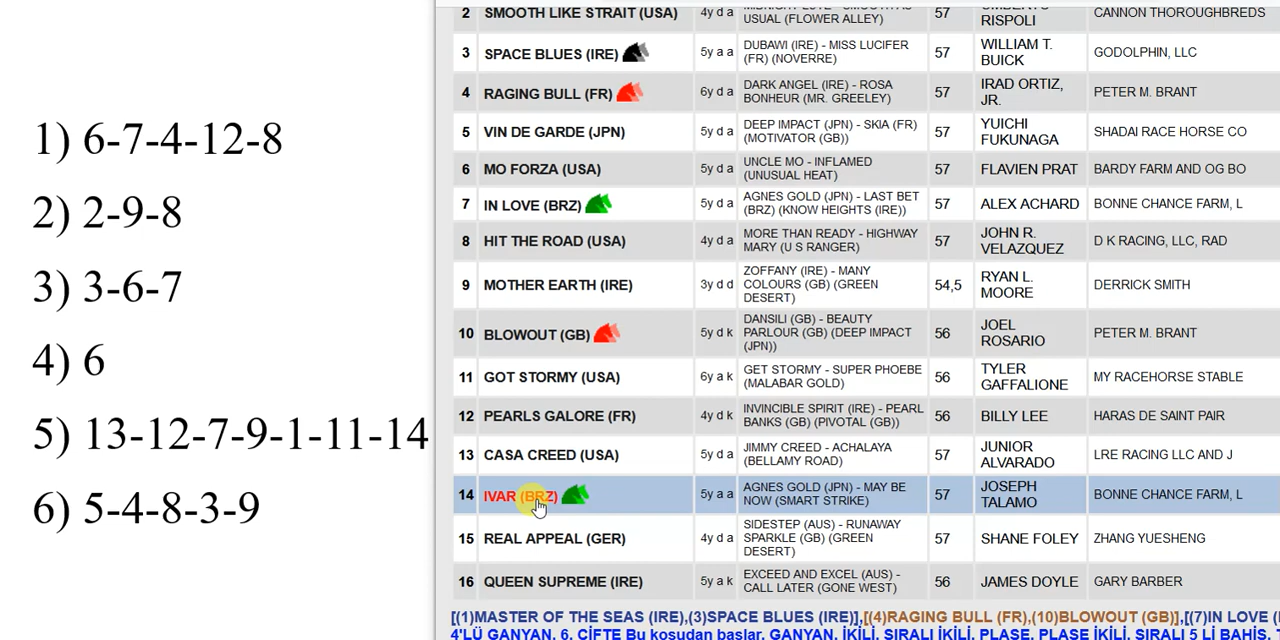 1) 6-7-4-12-8
2) 2-9-8
3) 3-6-7
4) 6
5) 13-12-7-9-1-11-14
6) 5-4-8-3-9
2 SMOOTH LIKE STRAIT (USA) 4y d a USUAL (FLOWER ALLEY) 57 RISPOLI CANNON THOROUGHBREDS
3 SPACE BLUES (IRE) 5y a a DUBAWI (IRE) - MISS LUCIFER (FR) (NOVERRE) 57 WILLIAM T. BUICK GODOLPHIN, LLC
4 RAGING BULL (FR) 6y d a DARK ANGEL (IRE) - ROSA BONHEUR (MR. GREELEY) 57 IRAD ORTIZ, JR. PETER M. BRANT
5 VIN DE GARDE (JPN) 5y d a DEEP IMPACT (JPN) - SKIA (FR) (MOTIVATOR (GB)) 57 YUICHI FUKUNAGA SHADAI RACE HORSE CO
6 MO FORZA (USA) 5y d a UNCLE MO - INFLAMED (UNUSUAL HEAT) 57 FLAVIEN PRAT BARDY FARM AND OG BO
7 IN LOVE (BRZ) 5y d a AGNES GOLD (JPN) - LAST BET (BRZ) (KNOW HEIGHTS (IRE)) 57 ALEX ACHARD BONNE CHANCE FARM, L
8 HIT THE ROAD (USA) 4y d a MORE THAN READY - HIGHWAY MARY (U S RANGER) 57 JOHN R. VELAZQUEZ D K RACING, LLC, RAD
9 MOTHER EARTH (IRE) 3y d d ZOFFANY (IRE) - MANY COLOURS (GB) (GREEN DESERT) 54,5 RYAN L. MOORE DERRICK SMITH
10 BLOWOUT (GB) 5y d k DANSILI (GB) - BEAUTY PARLOUR (GB) (DEEP IMPACT (JPN)) 56 JOEL ROSARIO PETER M. BRANT
11 GOT STORMY (USA) 6y a k GET STORMY - SUPER PHOEBE (MALABAR GOLD) 56 TYLER GAFFALIONE MY RACEHORSE STABLE
12 PEARLS GALORE (FR) 4y d k INVINCIBLE SPIRIT (IRE) - PEARL BANKS (GB) (PIVOTAL (GB)) 56 BILLY LEE HARAS DE SAINT PAIR
13 CASA CREED (USA) 5y d a JIMMY CREED - ACHALAYA (BELLAMY ROAD) 57 JUNIOR ALVARADO LRE RACING LLC AND J
14 IVAR (BRZ) 5y a a AGNES GOLD (JPN) - MAY BE NOW (SMART STRIKE) 57 JOSEPH TALAMO BONNE CHANCE FARM, L
15 REAL APPEAL (GER) 4y d a SIDESTEP (AUS) - RUNAWAY SPARKLE (GB) (GREEN DESERT) 57 SHANE FOLEY ZHANG YUESHENG
16 QUEEN SUPREME (IRE) 5y a k EXCEED AND EXCEL (AUS) - CALL LATER (GONE WEST) 56 JAMES DOYLE GARY BARBER
[(1)MASTER OF THE SEAS (IRE),(3)SPACE BLUES (IRE)],[(4)RAGING BULL (FR),(10)BLOWOUT (GB)],[(7)IN LOVE (
4'LÜ GANYAN, 6. ÇİFTE Bu koşudan başlar. GANYAN, İKİLİ, SIRALI İKİLİ, PLASE, PLASE İKİLİ, SIRALI 5 Lİ BAHİS,